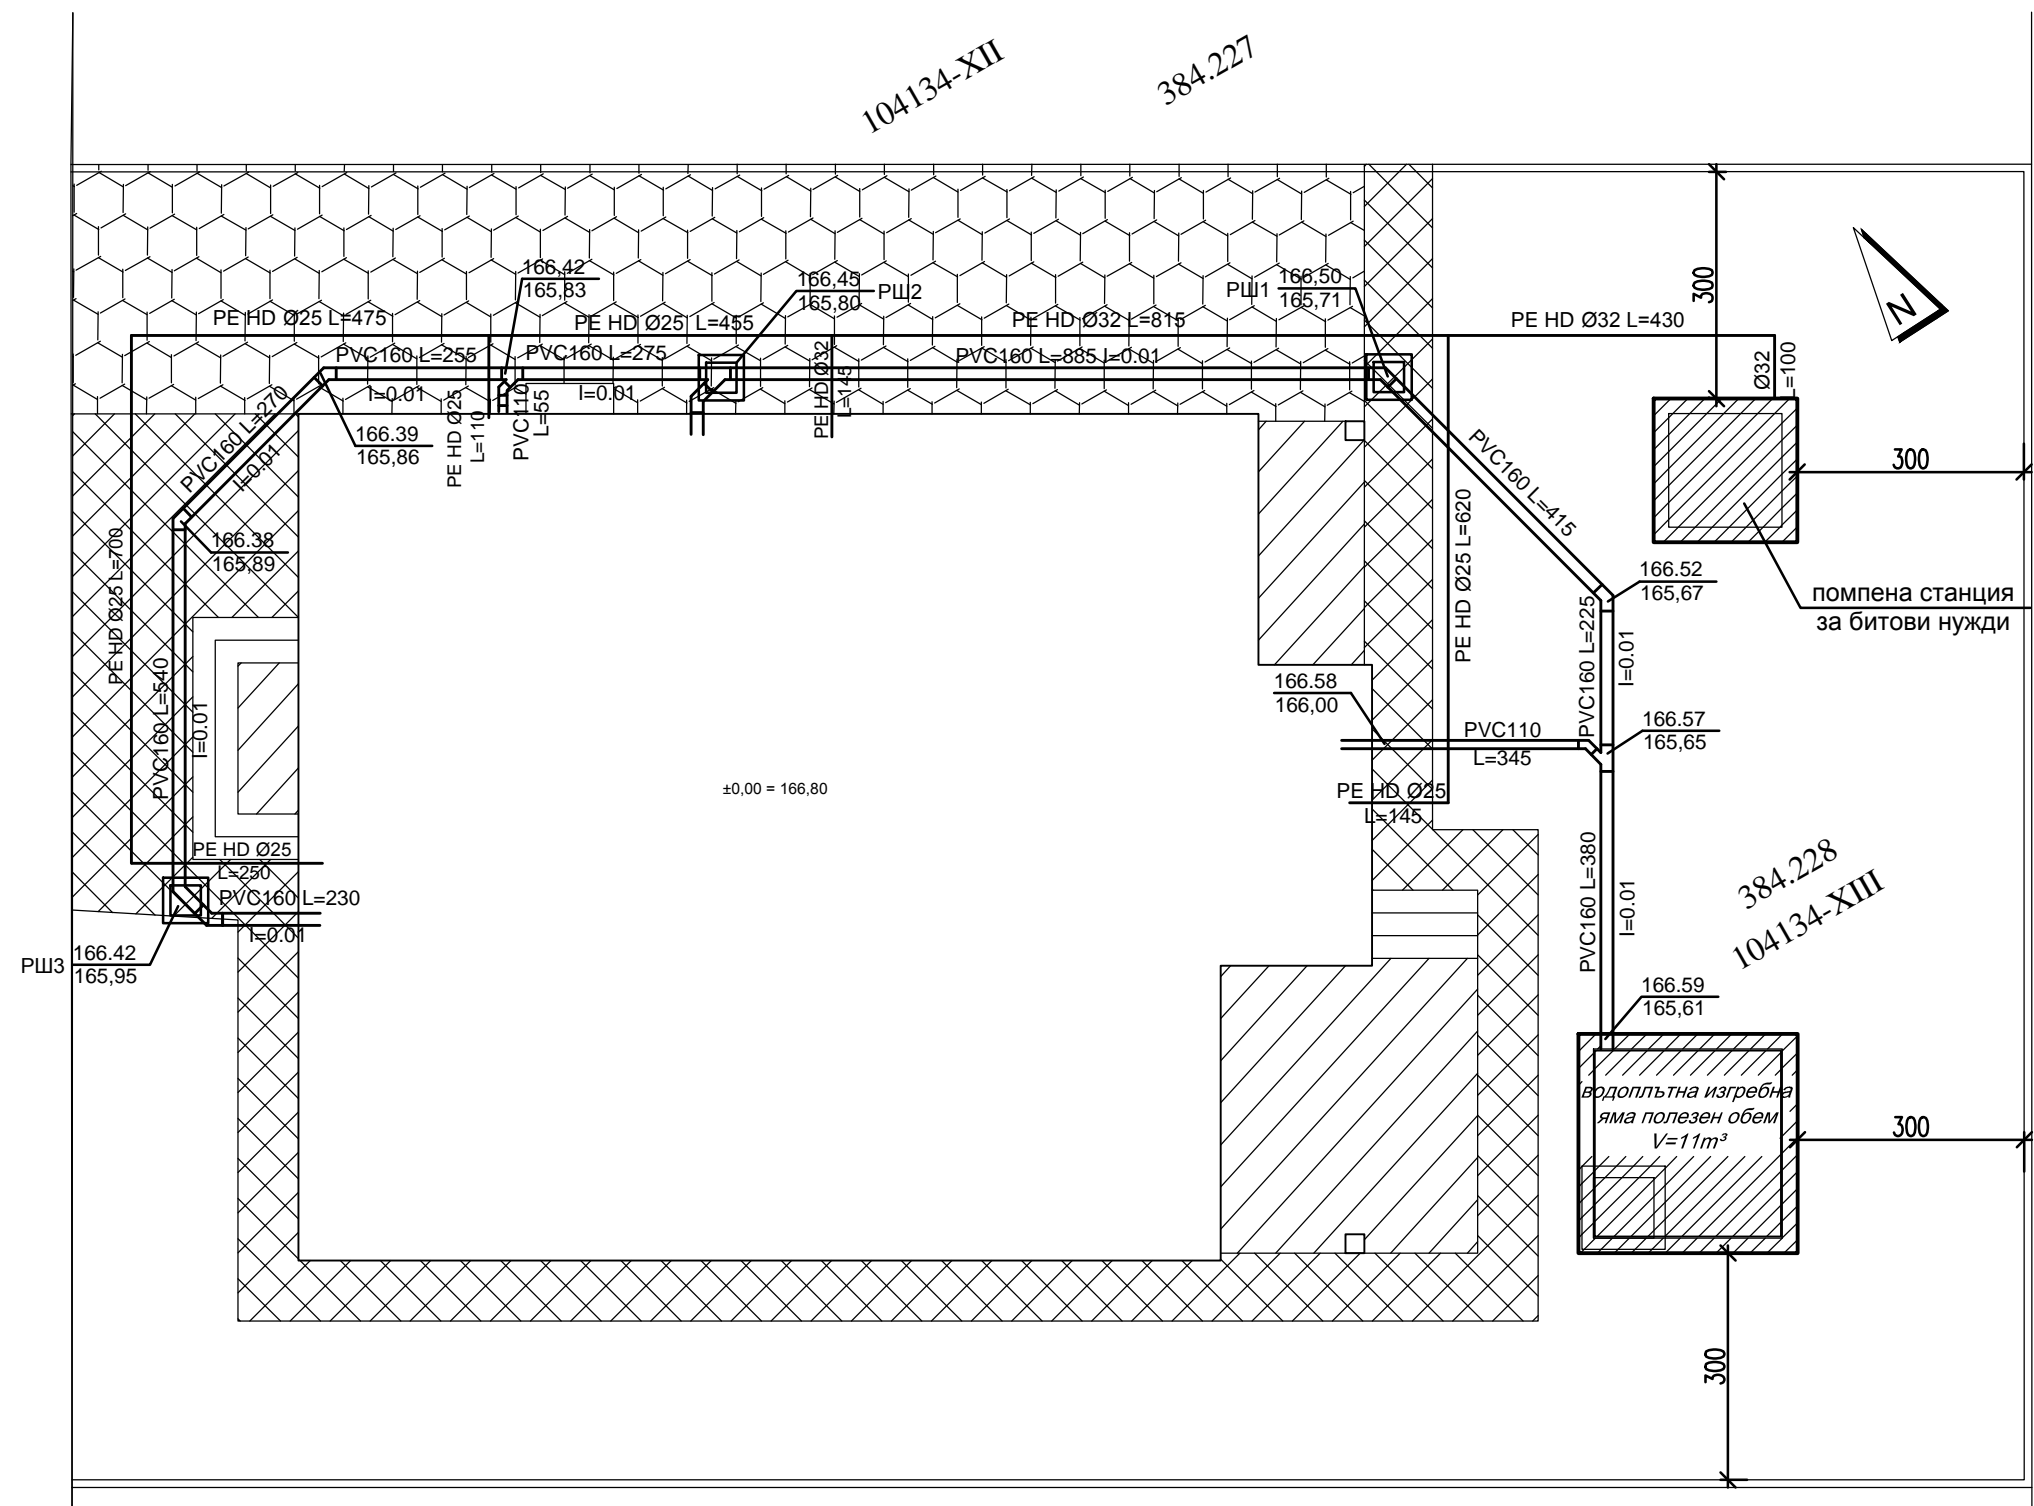 104134-XII
384.227
166,42
165,83
166,45
165,80
РШ2
РШ1
166,50
165,71
PE HD Ø25 L=475
PE HD Ø25 L=455
PE HD Ø32 L=815
PE HD Ø32 L=430
300
N
PVC160 L=255
I=0.01
PVC160 L=275
I=0.01
PVC160 L=885 I=0.01
PE HD Ø32
L=145
Ø32
L=100
PVC160 L=270
I=0.01
166.39
165,86
PE HD Ø25
L=110
PVC110
L=55
PVC160 L=415
300
PE HD Ø25 L=700
166.38
165,89
PE HD Ø25 L=620
166.52
165,67
помпена станция
за битови нужди
PVC160 L=540
I=0.01
PVC160 L=225
I=0.01
166.58
166,00
PVC110
L=345
166.57
165,65
±0,00 = 166,80
PE HD Ø25
L=145
PE HD Ø25
L=250
PVC160 L=230
I=0.01
РШ3
166.42
165,95
PVC160 L=380
I=0.01
384.228
104134-XIII
166.59
165,61
водоплътна изгребна
яма полезен обем
V=11m³
300
300